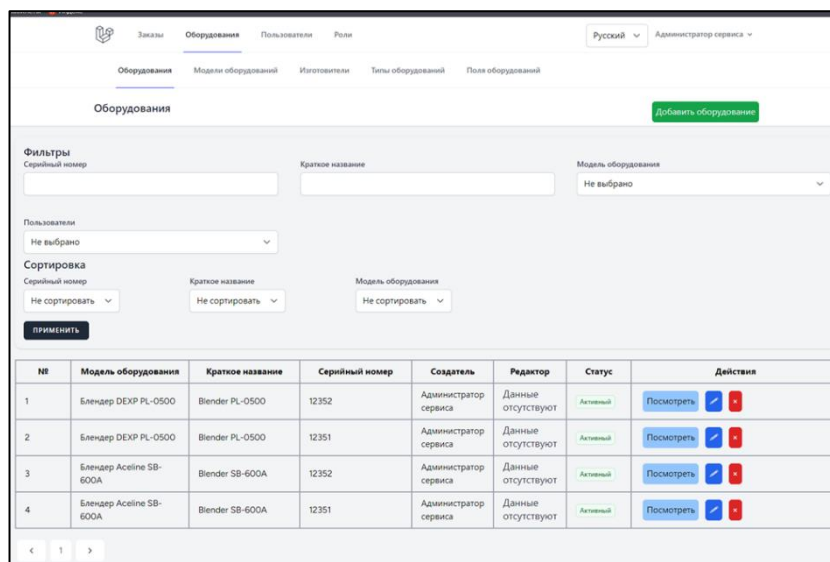 Заказы Оборудования Пользователи Роли Русский Администратор сервиса
Оборудования Модели оборудований Изготовители Типы оборудований Поля оборудований
Оборудования Добавить оборудование
Фильтры
Серийный номер Краткое название Модель оборудования
Не выбрано
Пользователи
Не выбрано
Сортировка
Серийный номер Краткое название Модель оборудования
Не сортировать Не сортировать Не сортировать
ПРИМЕНИТЬ
№ Модель оборудования Краткое название Серийный номер Создатель Редактор Статус Действия
1 Блендер DEXP PL-0500 Blender PL-0500 12352 Администратор сервиса Данные отсутствуют Активный Посмотреть
2 Блендер DEXP PL-0500 Blender PL-0500 12351 Администратор сервиса Данные отсутствуют Активный Посмотреть
3 Блендер Aceline SB-600A Blender SB-600A 12352 Администратор сервиса Данные отсутствуют Активный Посмотреть
4 Блендер Aceline SB-600A Blender SB-600A 12351 Администратор сервиса Данные отсутствуют Активный Посмотреть
1